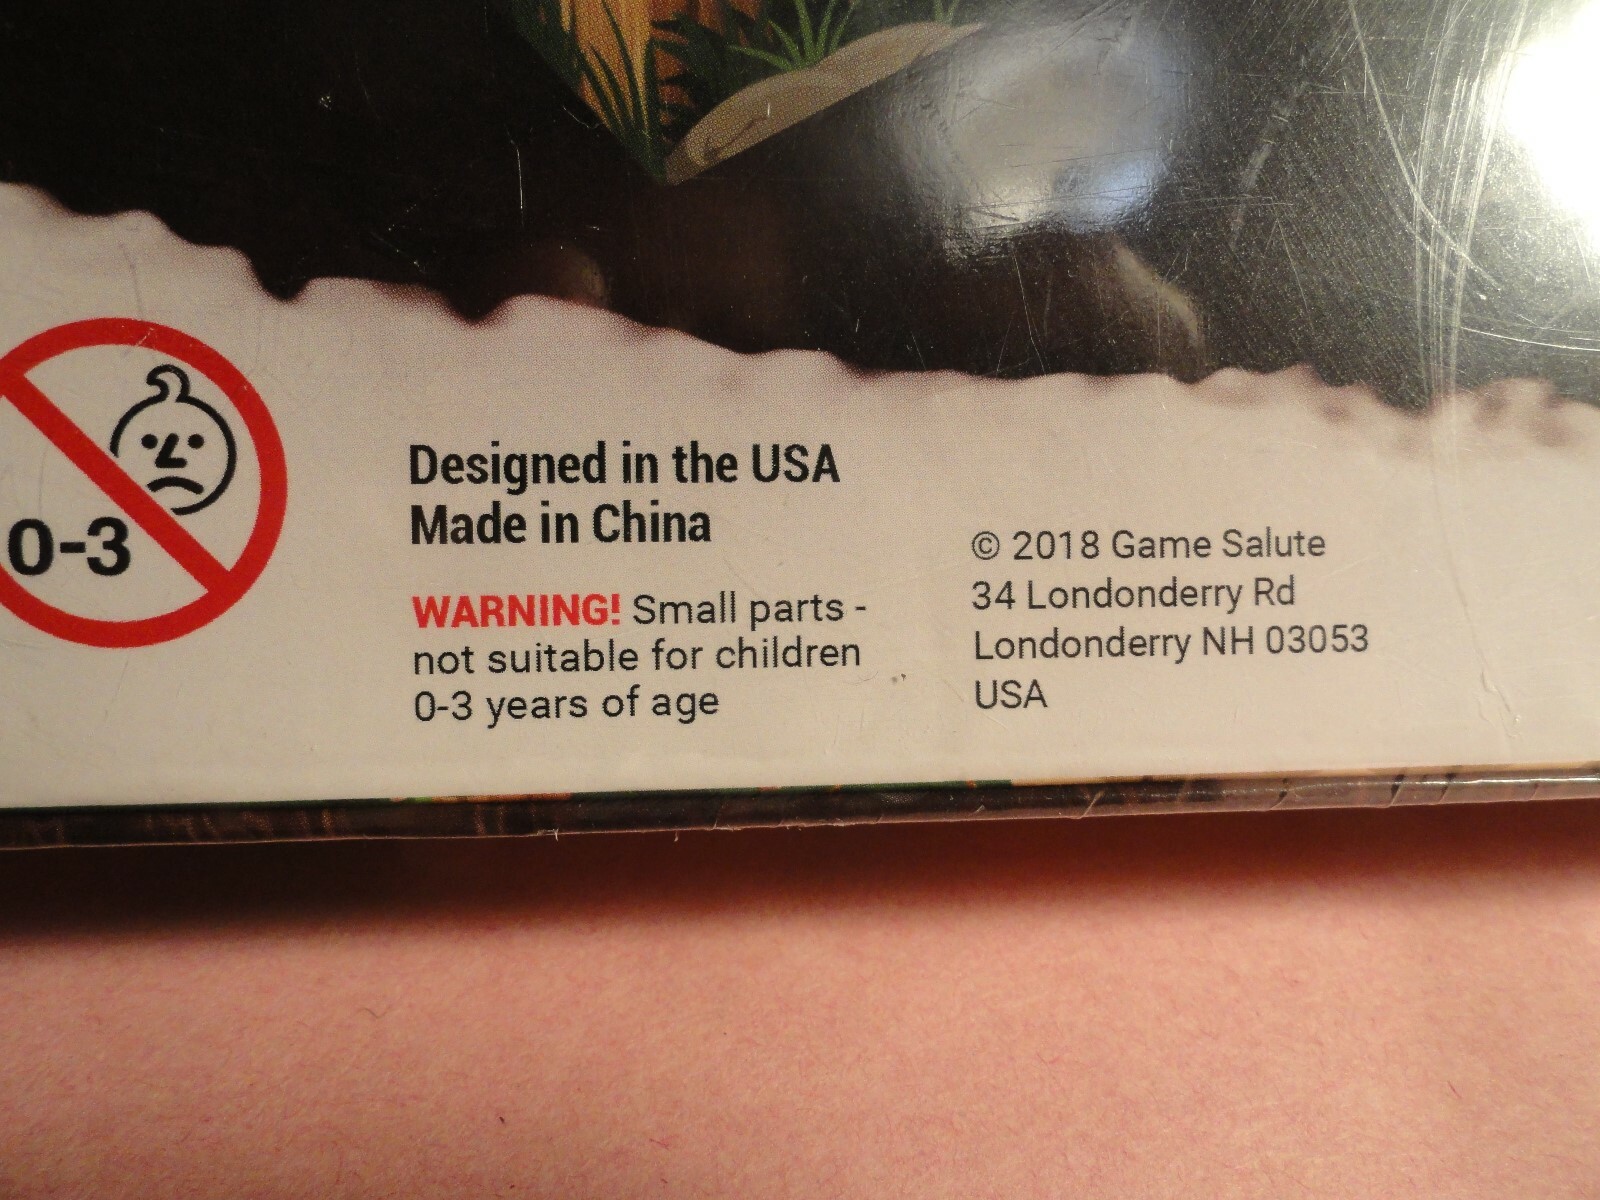 0-3
Designed in the USA
Made in China
WARNING! Small parts -
not suitable for children
0-3 years of age
© 2018 Game Salute
34 Londonderry Rd
Londonderry NH 03053
USA